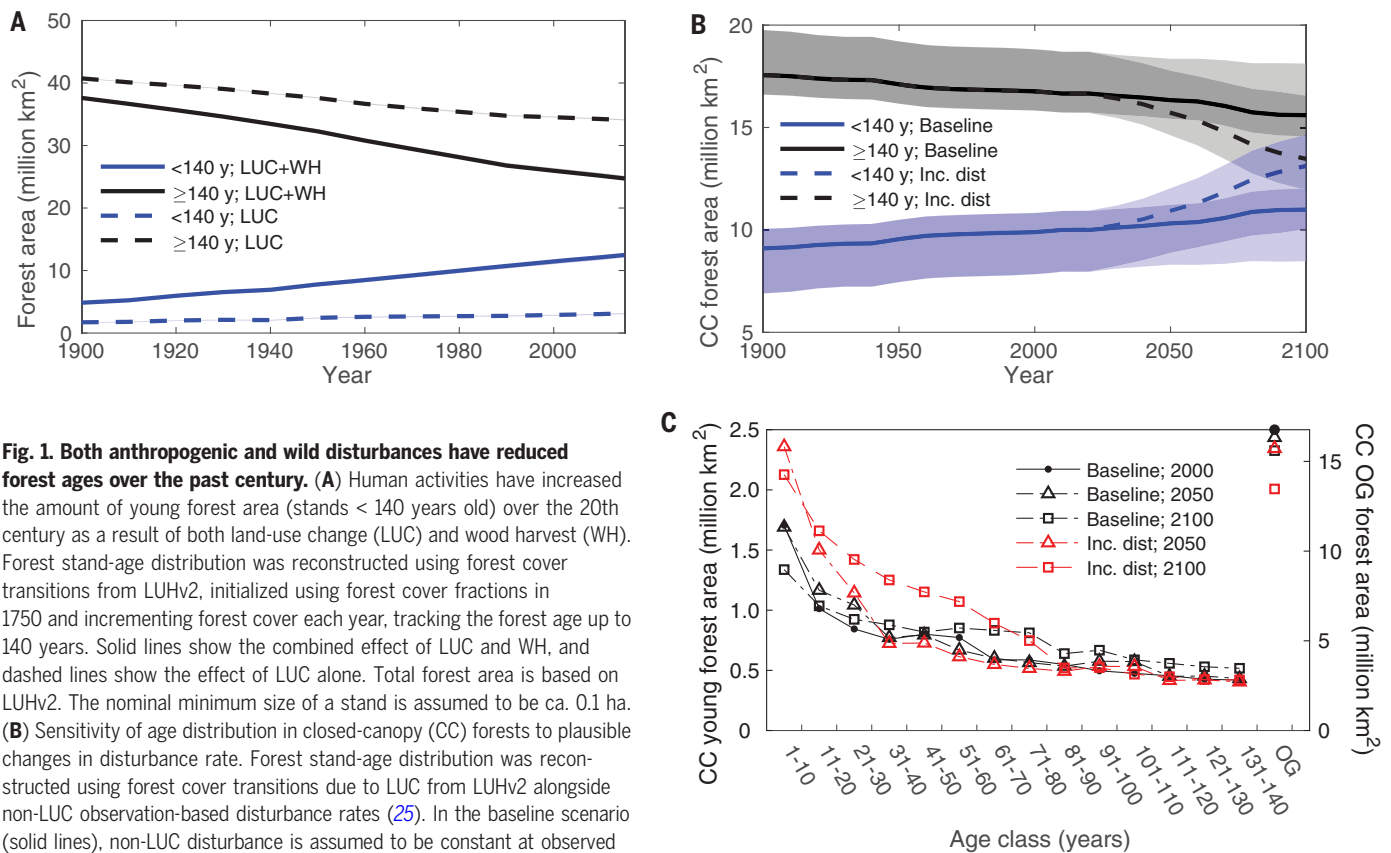 A
Forest area (million km2)
50
40
30
20
10
0
<140 y; LUC+WH
≥140 y; LUC+WH
<140 y; LUC
≥140 y; LUC
1900 1920 1940 1960 1980 2000
Year
B
CC forest area (million km2)
20
15
10
5
<140 y; Baseline
≥140 y; Baseline
<140 y; Inc. dist
≥140 y; Inc. dist
1900 1950 2000 2050 2100
Year
Fig. 1. Both anthropogenic and wild disturbances have reduced
forest ages over the past century. (A) Human activities have increased
the amount of young forest area (stands < 140 years old) over the 20th
century as a result of both land-use change (LUC) and wood harvest (WH).
Forest stand-age distribution was reconstructed using forest cover
transitions from LUHv2, initialized using forest cover fractions in
1750 and incrementing forest cover each year, tracking the forest age up to
140 years. Solid lines show the combined effect of LUC and WH, and
dashed lines show the effect of LUC alone. Total forest area is based on
LUHv2. The nominal minimum size of a stand is assumed to be ca. 0.1 ha.
(B) Sensitivity of age distribution in closed-canopy (CC) forests to plausible
changes in disturbance rate. Forest stand-age distribution was recon-
structed using forest cover transitions due to LUC from LUHv2 alongside
non-LUC observation-based disturbance rates (25). In the baseline scenario
(solid lines), non-LUC disturbance is assumed to be constant at observed
C
CC young forest area (million km2)
2.5
2.0
1.5
1.0
0.5
0
Baseline; 2000
Baseline; 2050
Baseline; 2100
Inc. dist; 2050
Inc. dist; 2100
15
10
5
0
CC OG forest area (million km2)
1-10
11-20
21-30
31-40
41-50
51-60
61-70
71-80
81-90
91-100
101-110
111-120
121-130
131-140
OG
Age class (years)